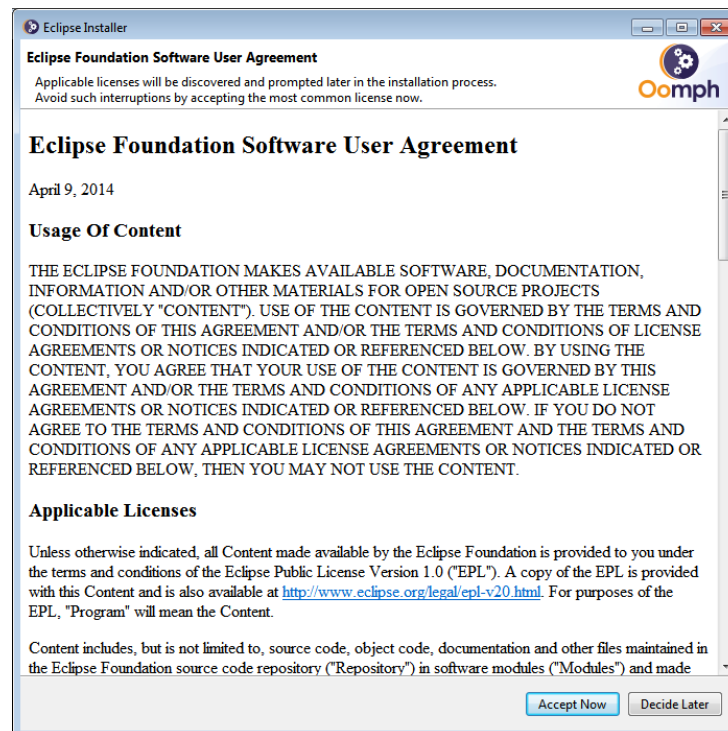 Eclipse Installer
Eclipse Foundation Software User Agreement
Applicable licenses will be discovered and prompted later in the installation process.
Avoid such interruptions by accepting the most common license now.
Oomph
Eclipse Foundation Software User Agreement
April 9, 2014
Usage Of Content
THE ECLIPSE FOUNDATION MAKES AVAILABLE SOFTWARE, DOCUMENTATION,
INFORMATION AND/OR OTHER MATERIALS FOR OPEN SOURCE PROJECTS
(COLLECTIVELY "CONTENT"). USE OF THE CONTENT IS GOVERNED BY THE TERMS AND
CONDITIONS OF THIS AGREEMENT AND/OR THE TERMS AND CONDITIONS OF LICENSE
AGREEMENTS OR NOTICES INDICATED OR REFERENCED BELOW. BY USING THE
CONTENT, YOU AGREE THAT YOUR USE OF THE CONTENT IS GOVERNED BY THIS
AGREEMENT AND/OR THE TERMS AND CONDITIONS OF ANY APPLICABLE LICENSE
AGREEMENTS OR NOTICES INDICATED OR REFERENCED BELOW. IF YOU DO NOT
AGREE TO THE TERMS AND CONDITIONS OF THIS AGREEMENT AND THE TERMS AND
CONDITIONS OF ANY APPLICABLE LICENSE AGREEMENTS OR NOTICES INDICATED OR
REFERENCED BELOW, THEN YOU MAY NOT USE THE CONTENT.
Applicable Licenses
Unless otherwise indicated, all Content made available by the Eclipse Foundation is provided to you under
the terms and conditions of the Eclipse Public License Version 1.0 ("EPL"). A copy of the EPL is provided
with this Content and is also available at http://www.eclipse.org/legal/epl-v20.html. For purposes of the
EPL, "Program" will mean the Content.
Content includes, but is not limited to, source code, object code, documentation and other files maintained in
the Eclipse Foundation source code repository ("Repository") in software modules ("Modules") and made
Accept Now
Decide Later